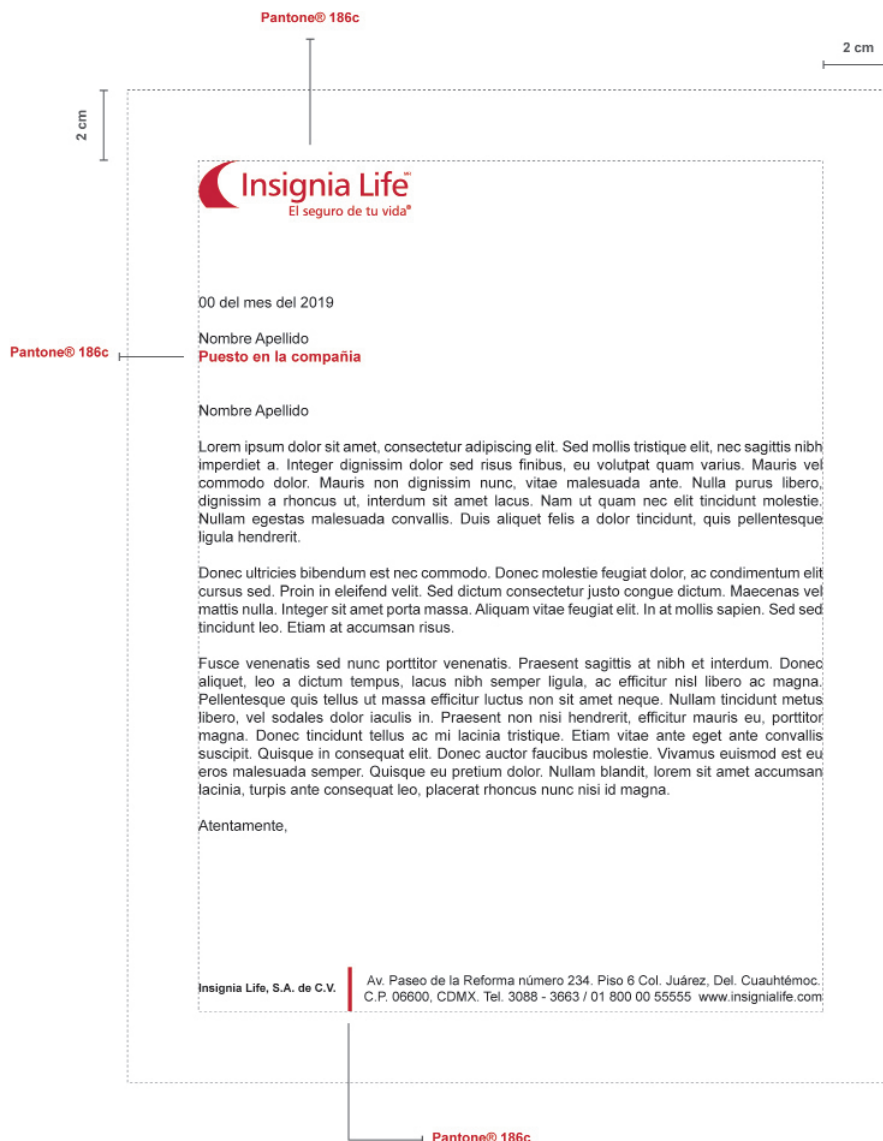 Pantone® 186c
2 cm
2 cm
Insignia Life
El seguro de tu vida®
00 del mes del 2019
Nombre Apellido
Pantone® 186c
Puesto en la compañia
Nombre Apellido
Lorem ipsum dolor sit amet, consectetur adipiscing elit. Sed mollis tristique elit, nec sagittis nibh
imperdiet a. Integer dignissim dolor sed risus finibus, eu volutpat quam varius. Mauris vel
commodo dolor. Mauris non dignissim nunc, vitae malesuada ante. Nulla purus libero,
dignissim a rhoncus ut, interdum sit amet lacus. Nam ut quam nec elit tincidunt molestie.
Nullam egestas malesuada convallis. Duis aliquet felis a dolor tincidunt, quis pellentesque
ligula hendrerit.
Donec ultricies bibendum est nec commodo. Donec molestie feugiat dolor, ac condimentum elit
cursus sed. Proin in eleifend velit. Sed dictum consectetur justo congue dictum. Maecenas vel
mattis nulla. Integer sit amet porta massa. Aliquam vitae feugiat elit. In at mollis sapien. Sed sed
tincidunt leo. Etiam at accumsan risus.
Fusce venenatis sed nunc porttitor venenatis. Praesent sagittis at nibh et interdum. Donec
aliquet, leo a dictum tempus, lacus nibh semper ligula, ac efficitur nisl libero ac magna.
Pellentesque quis tellus ut massa efficitur luctus non sit amet neque. Nullam tincidunt metus
libero, vel sodales dolor iaculis in. Praesent non nisi hendrerit, efficitur mauris eu, porttitor
magna. Donec tincidunt tellus ac mi lacinia tristique. Etiam vitae ante eget ante convallis
suscipit. Quisque in consequat elit. Donec auctor faucibus molestie. Vivamus euismod est eu
eros malesuada semper. Quisque eu pretium dolor. Nullam blandit, lorem sit amet accumsan
lacinia, turpis ante consequat leo, placerat rhoncus nunc nisi id magna.
Atentamente,
Insignia Life, S.A. de C.V.
Av. Paseo de la Reforma número 234. Piso 6 Col. Juárez, Del. Cuauhtémoc.
C.P. 06600, CDMX. Tel. 3088 - 3663 / 01 800 00 55555 www.insignialife.com
Pantone® 186c